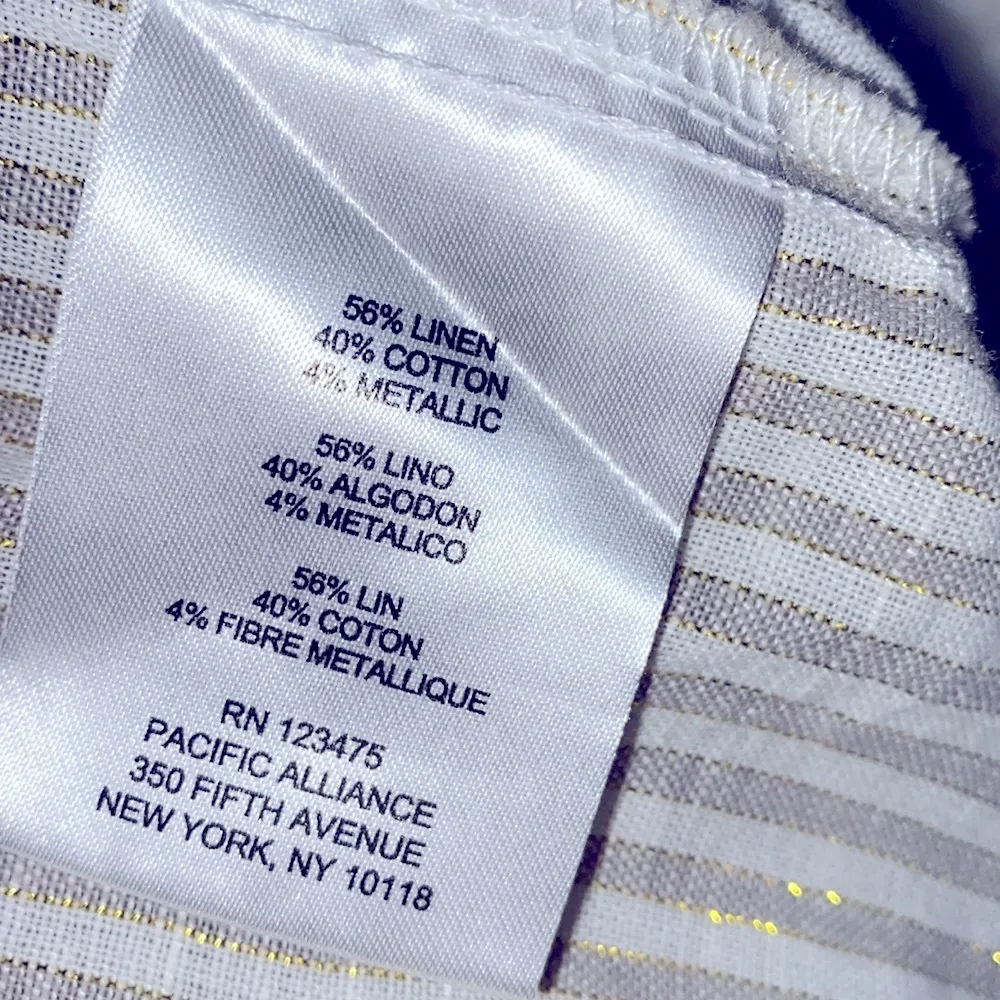 56% LINEN
40% COTTON
4% METALLIC
56% LINO
40% ALGODON
4% METALICO
56% LIN
40% COTON
4% FIBRE METALLIQUE
RN 123475
PACIFIC ALLIANCE
350 FIFTH AVENUE
NEW YORK, NY 10118